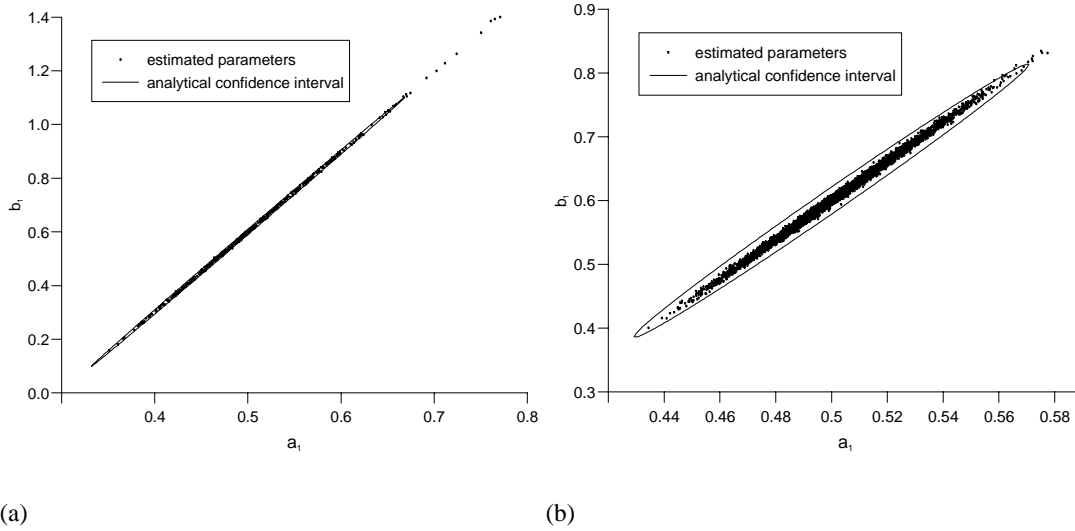 1.4
1.2
1.0
0.8
0.6
0.4
0.2
0.0
b₁
estimated parameters
analytical confidence interval
0.4 0.5 0.6 0.7 0.8
a₁
(a)
0.9
0.8
0.7
0.6
0.5
0.4
0.3
b₁
estimated parameters
analytical confidence interval
0.44 0.46 0.48 0.50 0.52 0.54 0.56 0.58
a₁
(b)